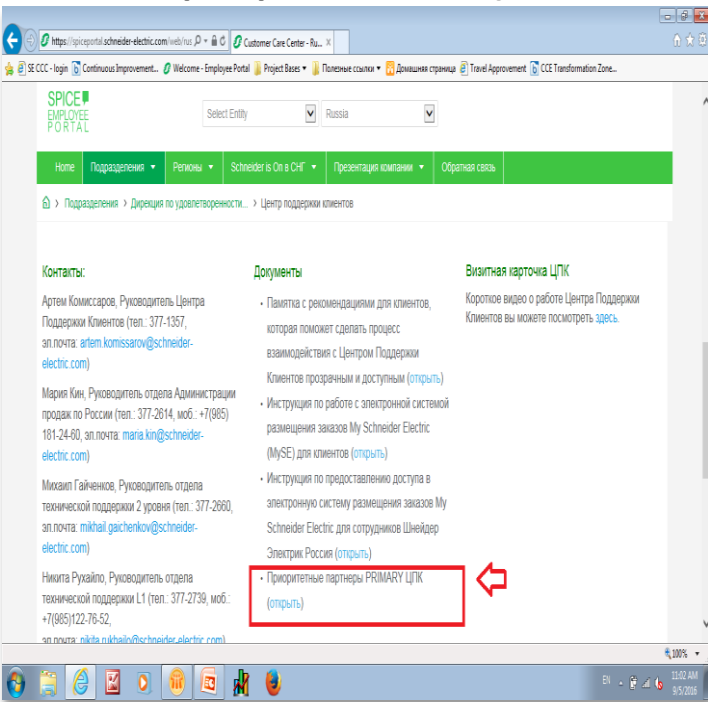 https://spiceportal.schneider-electric.com/web/rus
Customer Care Center - Ru...
SE CCC - login
Continuous Improvement...
Welcome - Employee Portal
Project Bases
Полезные ссылки
Домашняя страница
Travel Approvement
CCE Transformation Zone...
SPICE
EMPLOYEE
PORTAL
Select Entity
Russia
Home
Подразделения
Регионы
Schneider is On в СНГ
Презентация компании
Обратная связь
> Подразделения > Дирекция по удовлетворенности... > Центр поддержки клиентов
Контакты:
Артем Комиссаров, Руководитель Центра
Поддержки Клиентов (тел.: 377-1357,
эл.почта: artem.komissarov@schneider-
electric.com)
Мария Кин, Руководитель отдела Администрации
продаж по России (тел.: 377-2614, моб.: +7(985)
181-24-60, эл.почта: maria.kin@schneider-
electric.com)
Михаил Гайченков, Руководитель отдела
технической поддержки 2 уровня (тел.: 377-2660,
эл.почта: mikhail.gaichenkov@schneider-
electric.com)
Никита Рухайло, Руководитель отдела
технической поддержки L1 (тел.: 377-2739, моб.:
+7(985)122-76-52,
эл.почта: nikita.rukhailo@schneider-electric.com)
Документы
• Памятка с рекомендациями для клиентов,
которая поможет сделать процесс
взаимодействия с Центром Поддержки
Клиентов прозрачным и доступным (открыть)
• Инструкция по работе с электронной системой
размещения заказов My Schneider Electric
(MySE) для клиентов (открыть)
• Инструкция по предоставлению доступа в
электронную систему размещения заказов My
Schneider Electric для сотрудников Шнейдер
Электрик Россия (открыть)
• Приоритетные партнеры PRIMARY ЦПК
(открыть)
Визитная карточка ЦПК
Короткое видео о работе Центра Поддержки
Клиентов вы можете посмотреть здесь.
100%
EN
11:02 AM
9/5/2016